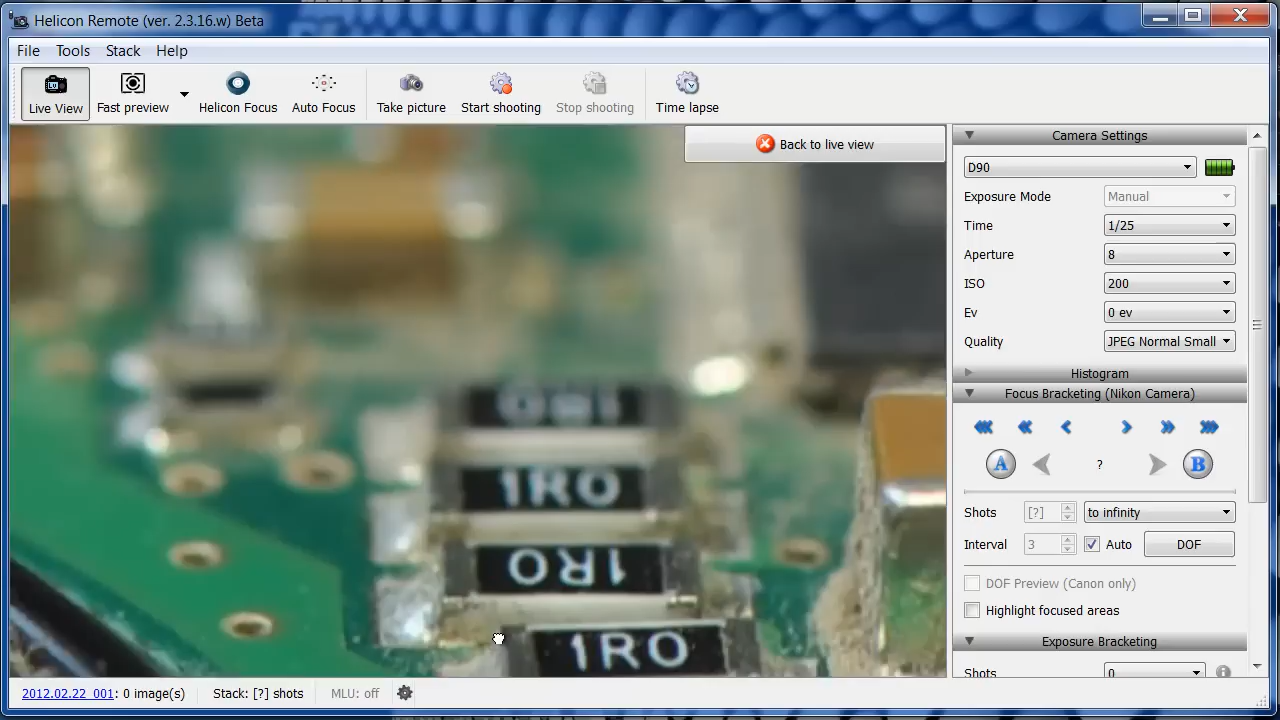 Helicon Remote (ver. 2.3.16.w) Beta
File Tools Stack Help
Live View Fast preview Helicon Focus Auto Focus Take picture Start shooting Stop shooting Time lapse
Back to live view
Camera Settings
D90
Exposure Mode Manual
Time 1/25
Aperture 8
ISO 200
Ev 0 ev
Quality JPEG Normal Small
Histogram
Focus Bracketing (Nikon Camera)
A ? B
Shots [?] to infinity
Interval 3 Auto DOF
DOF Preview (Canon only)
Highlight focused areas
Exposure Bracketing
Shots 0
1R0
1R0
1R0
1R0
2012.02.22_001: 0 image(s) Stack: [?] shots MLU: off